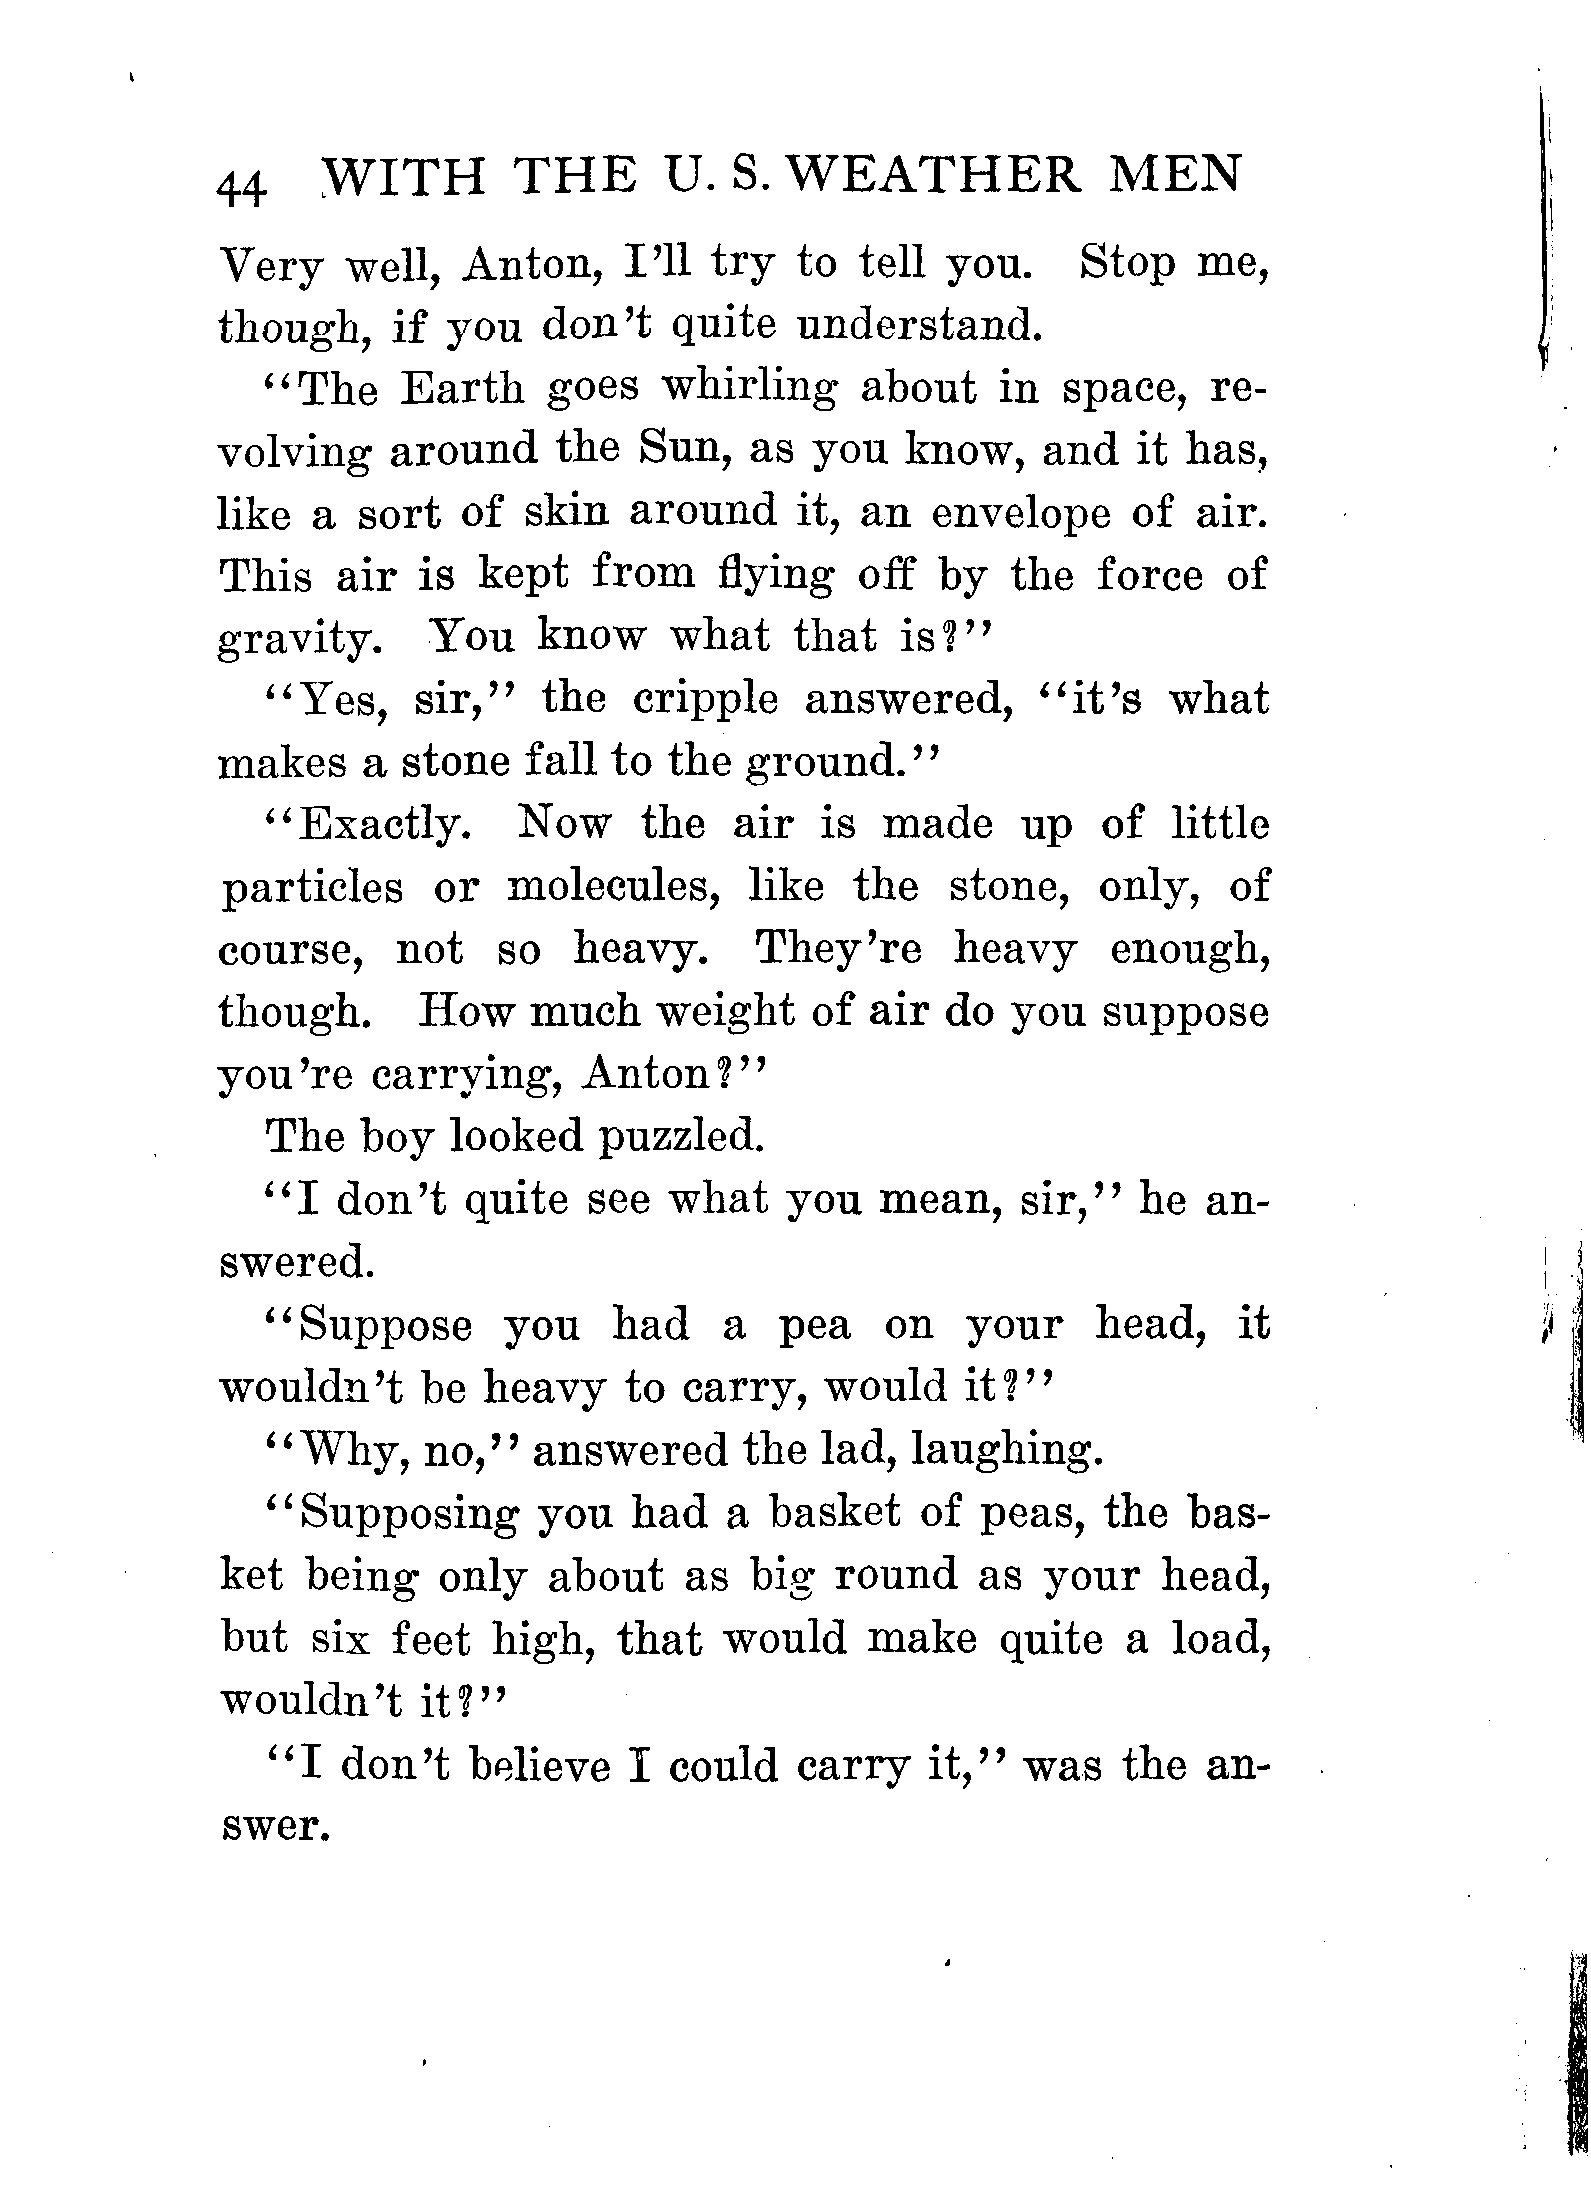 44 WITH THE U. S. WEATHER MEN
Very well, Anton, I'll try to tell you. Stop me,
though, if you don't quite understand.
"The Earth goes whirling about in space, re-
volving around the Sun, as you know, and it has,
like a sort of skin around it, an envelope of air.
This air is kept from flying off by the force of
gravity. You know what that is?"
"Yes, sir," the cripple answered, "it's what
makes a stone fall to the ground."
"Exactly. Now the air is made up of little
particles or molecules, like the stone, only, of
course, not so heavy. They're heavy enough,
though. How much weight of air do you suppose
you're carrying, Anton?"
The boy looked puzzled.
"I don't quite see what you mean, sir," he an-
swered.
"Suppose you had a pea on your head, it
wouldn't be heavy to carry, would it?"
"Why, no," answered the lad, laughing.
"Supposing you had a basket of peas, the bas-
ket being only about as big round as your head,
but six feet high, that would make quite a load,
wouldn't it?"
"I don't believe I could carry it," was the an-
swer.